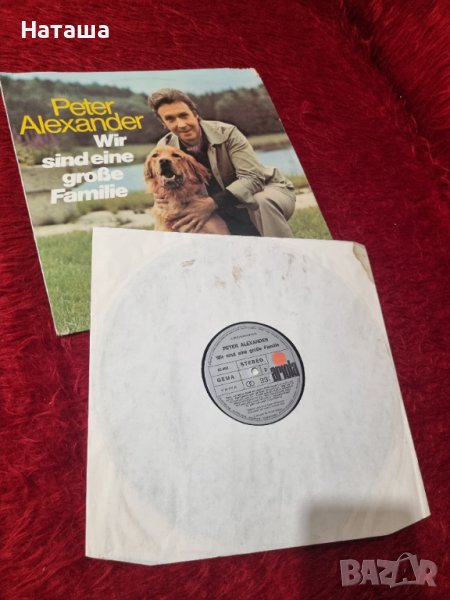 Наташа
Peter
Alexander
Wir
sind eine
große
Familie
PETER ALEXANDER
Wir sind eine große Familie
STEREO
GEMA
33
ariola
BAZAR